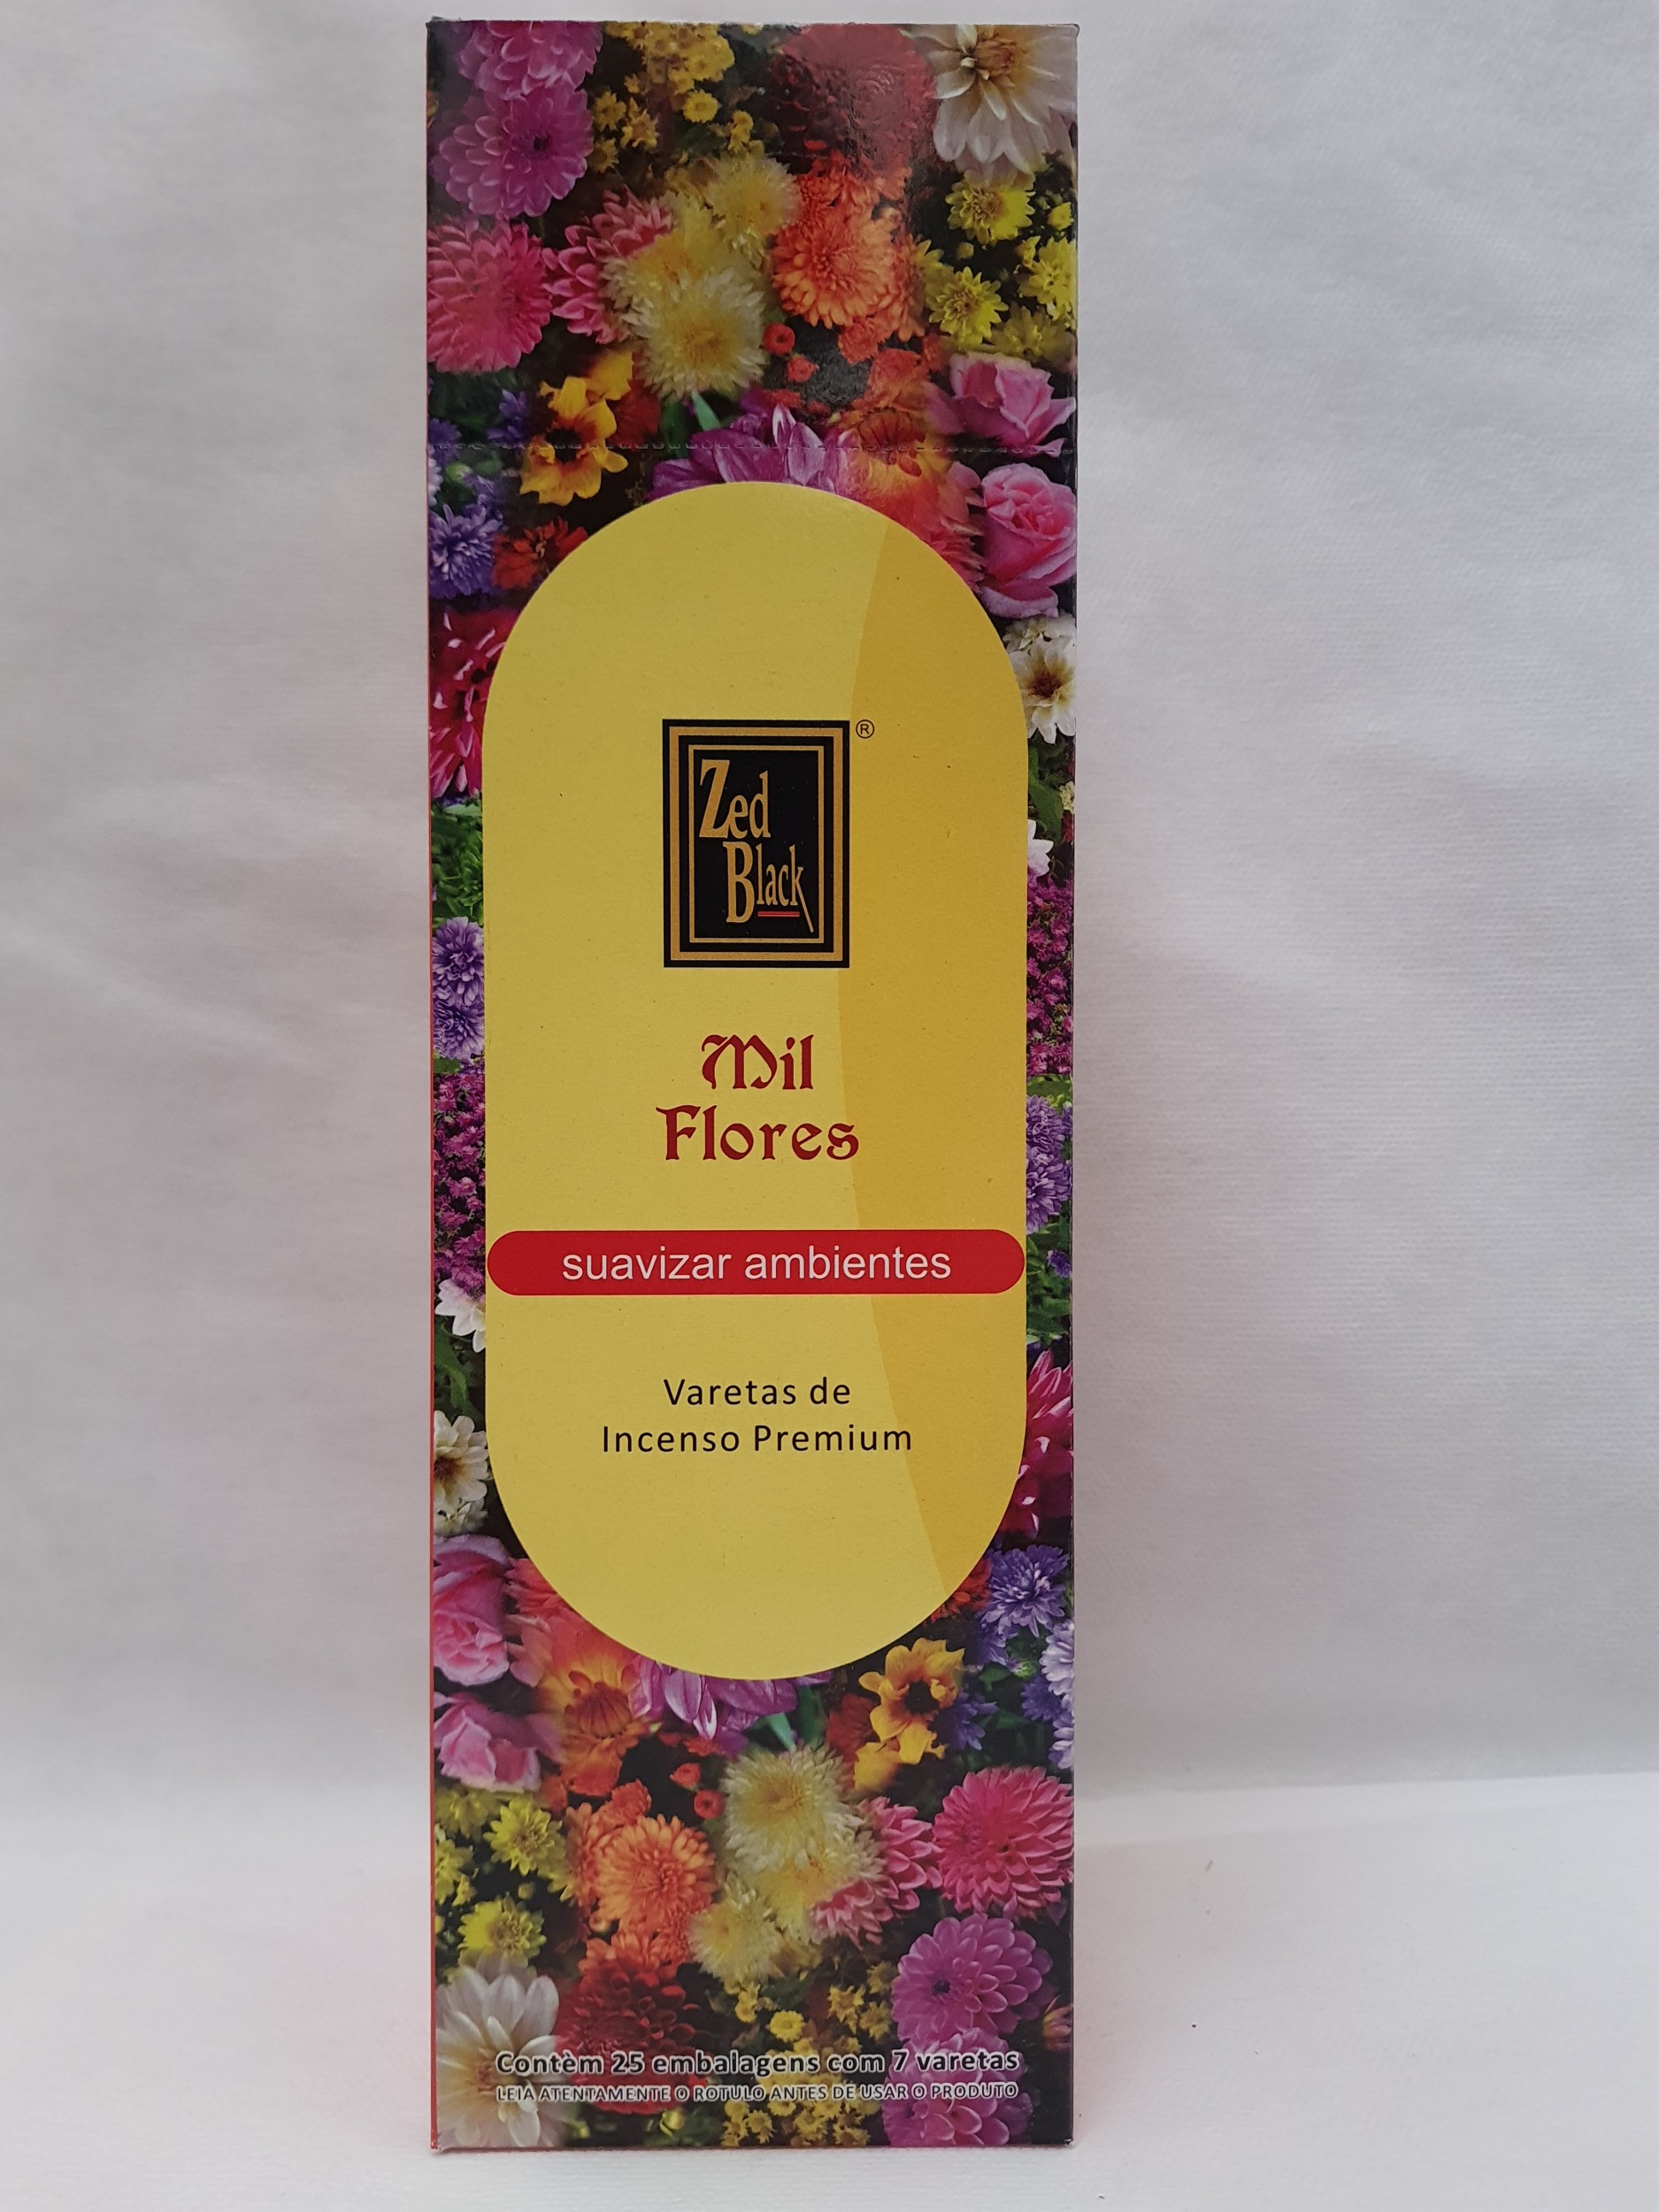 Zed
Black
®
Mil
Flores
suavizar ambientes
Varetas de
Incenso Premium
Contèm 25 embalagens com 7 varetas
LEIA ATENTAMENTE O ROTULO ANTES DE USAR O PRODUTO